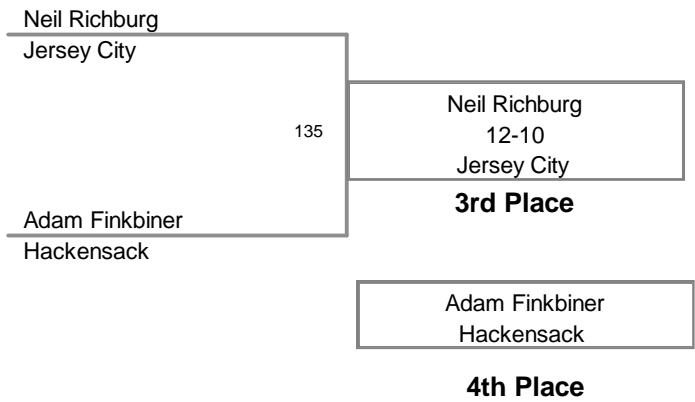 Neil Richburg
Jersey City
135
Neil Richburg
12-10
Jersey City
3rd Place
Adam Finkbiner
Hackensack
Adam Finkbiner
Hackensack
4th Place